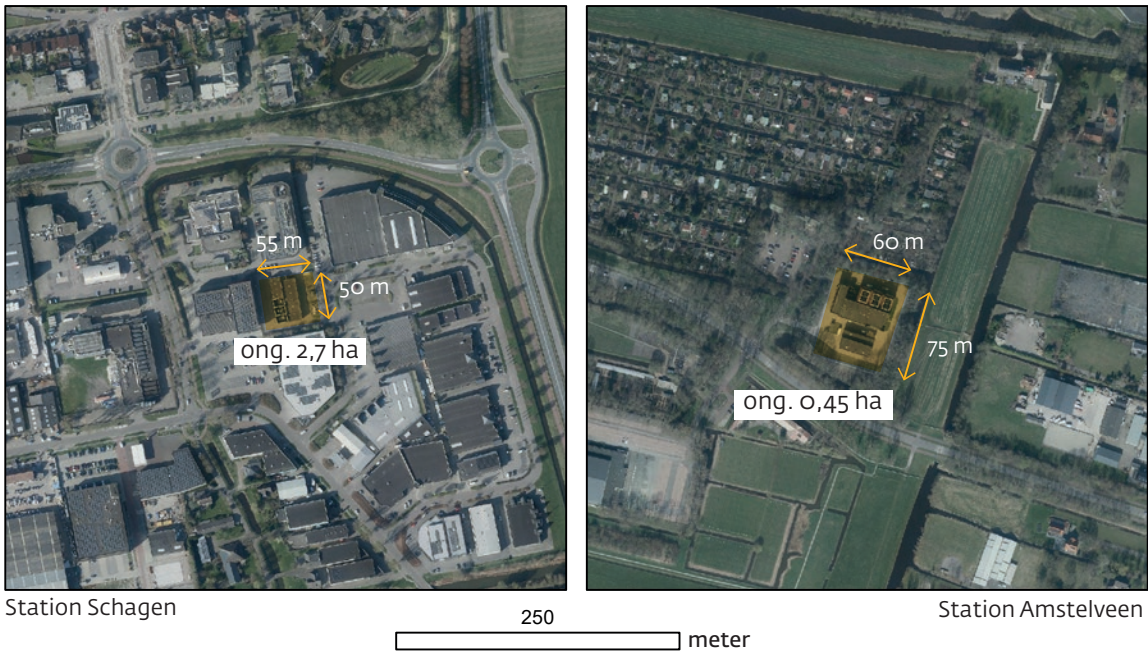 55 m
50 m
ong. 2,7 ha
60 m
75 m
ong. 0,45 ha
Station Schagen
Station Amstelveen
250
meter